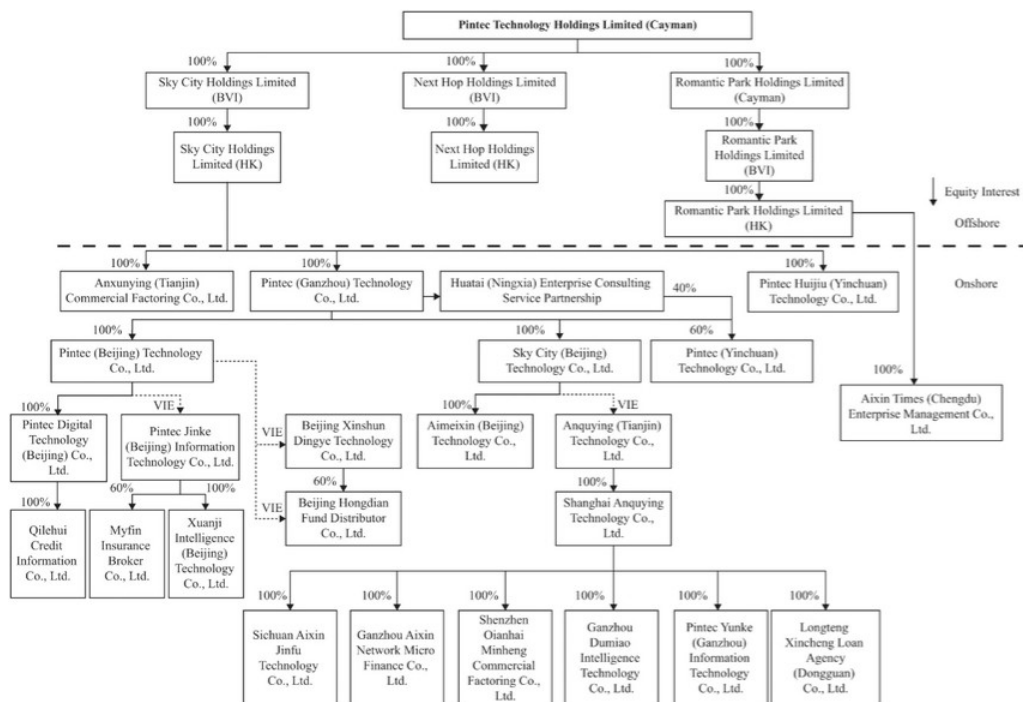 Pintec Technology Holdings Limited (Cayman)
100%
100%
100%
Sky City Holdings Limited
(BVI)
Next Hop Holdings Limited
(BVI)
Romantic Park Holdings Limited
(Cayman)
100%
100%
100%
Sky City Holdings
Limited (HK)
Next Hop Holdings
Limited (HK)
Romantic Park
Holdings Limited
(BVI)
100%
Romantic Park Holdings Limited
(HK)
Equity Interest
Offshore
Onshore
100%
100%
100%
Anxunying (Tianjin)
Commercial Factoring Co., Ltd.
Pintec (Ganzhou) Technology
Co., Ltd.
Huatai (Ningxia) Enterprise Consulting
Service Partnership
40%
Pintec Huijiu (Yinchuan)
Technology Co., Ltd.
100%
100%
60%
Pintec (Beijing) Technology
Co., Ltd.
Sky City (Beijing)
Technology Co., Ltd.
Pintec (Yinchuan)
Technology Co., Ltd.
100%
Aixin Times (Chengdu)
Enterprise Management Co.,
Ltd.
100%
VIE
VIE
100%
VIE
Pintec Digital
Technology
(Beijing) Co.,
Ltd.
Pintec Jinke
(Beijing) Information
Technology Co., Ltd.
Beijing Xinshun
Dingye Technology
Co., Ltd.
Aimeixin (Beijing)
Technology Co.,
Ltd.
Anquying (Tianjin)
Technology Co.,
Ltd.
100%
60%
100%
VIE
60%
100%
Qilehui
Credit
Information
Co., Ltd.
Myfin
Insurance
Broker
Co., Ltd.
Xuanji
Intelligence
(Beijing)
Technology
Co., Ltd.
Beijing Hongdian
Fund Distributor
Co., Ltd.
Shanghai Anquying
Technology Co.,
Ltd.
100%
100%
100%
100%
100%
100%
Sichuan Aixin
Jinfu
Technology
Co., Ltd.
Ganzhou Aixin
Network Micro
Finance Co.,
Ltd.
Shenzhen
Oianhai
Minheng
Commercial
Factoring Co.,
Ltd.
Ganzhou
Dumiao
Intelligence
Technology
Co., Ltd.
Pintec Yunke
(Ganzhou)
Information
Technology
Co., Ltd.
Longteng
Xincheng Loan
Agency
(Dongguan)
Co., Ltd.